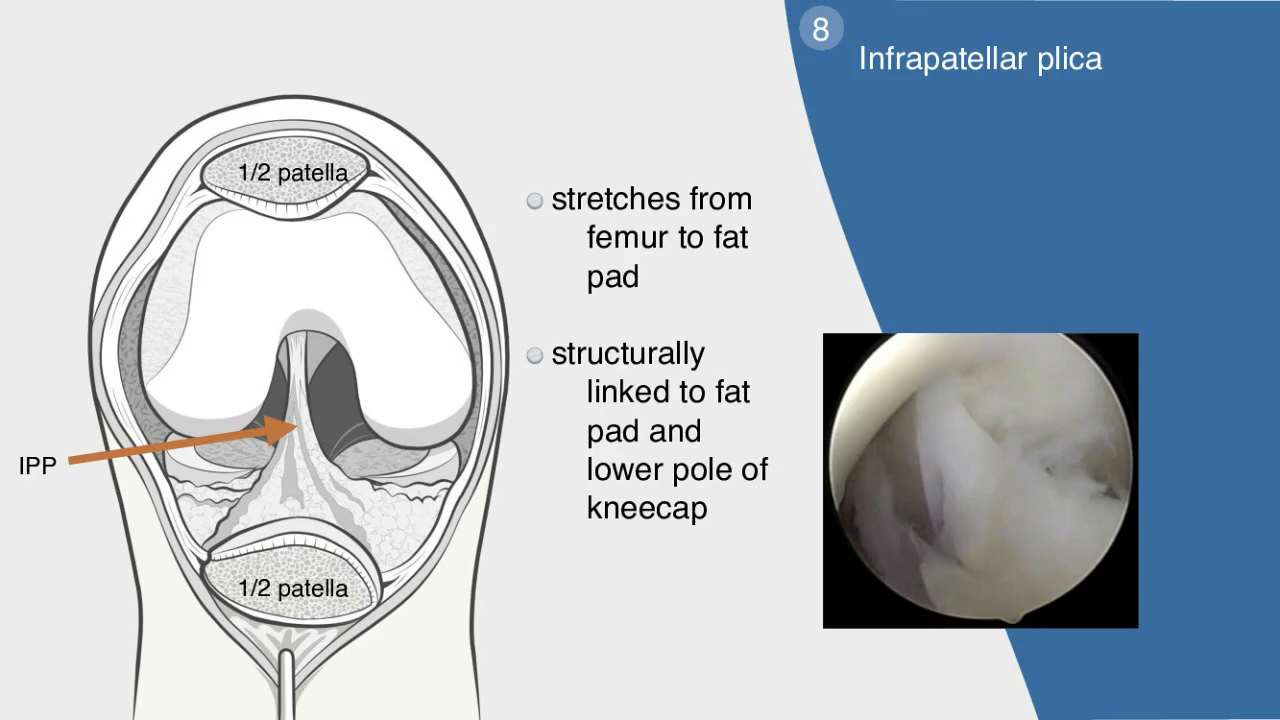 8
Infrapatellar plica
1/2 patella
IPP
1/2 patella
stretches from
femur to fat
pad
structurally
linked to fat
pad and
lower pole of
kneecap